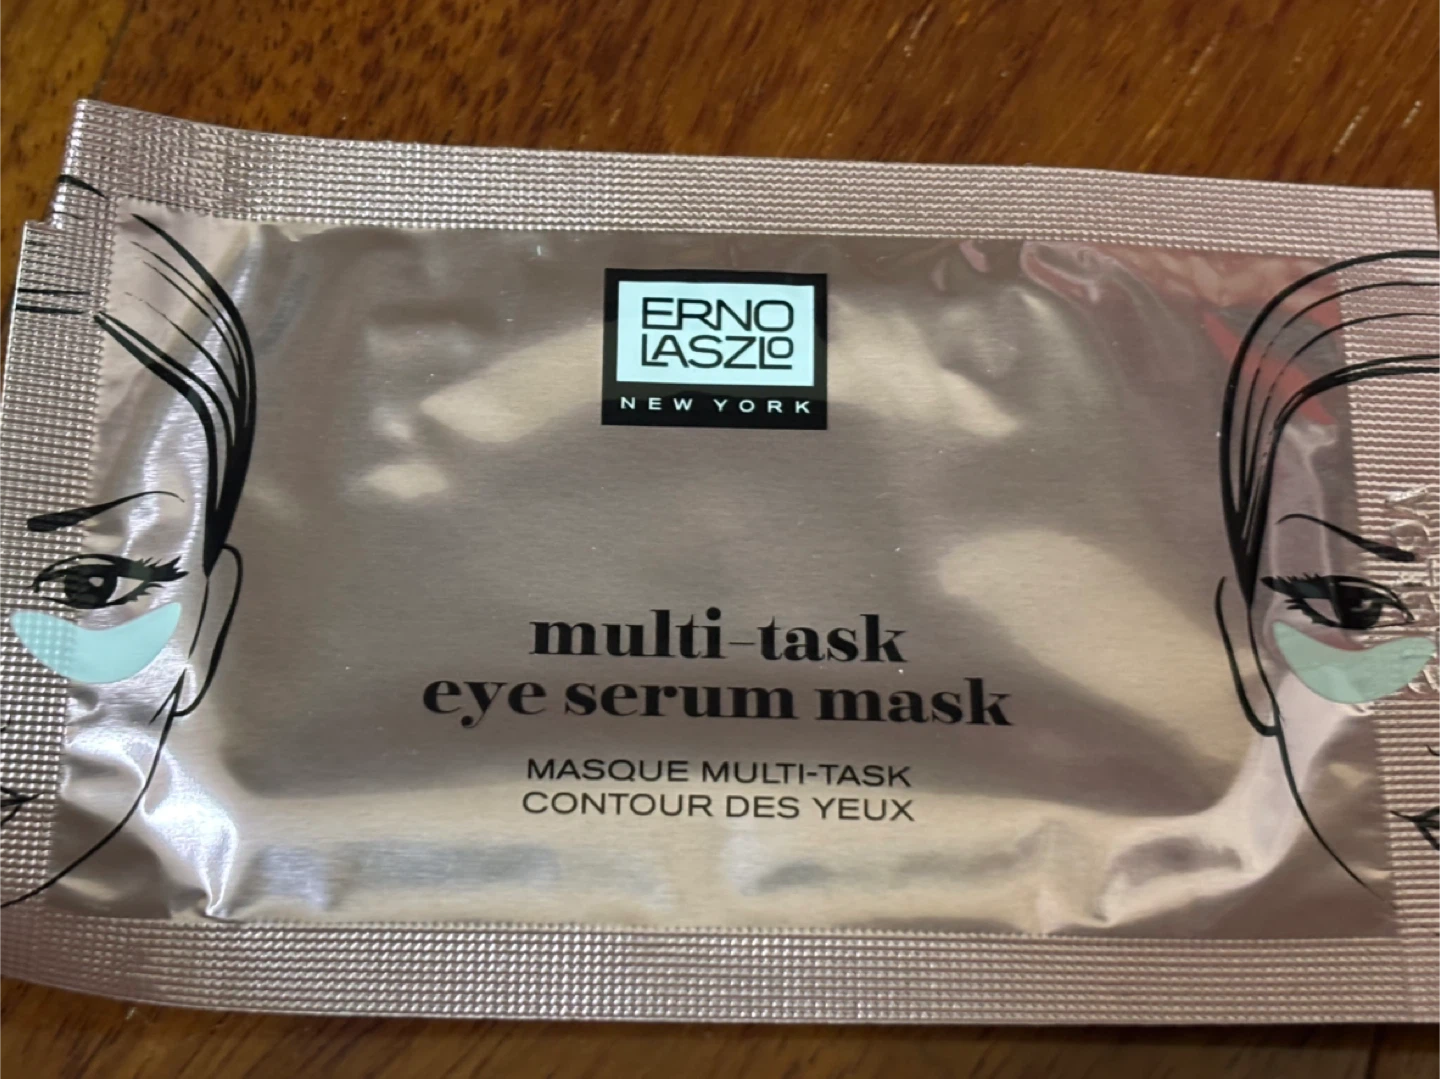 ERNO
LASZLO
NEW YORK
multi-task
eye serum mask
MASQUE MULTI-TASK
CONTOUR DES YEUX